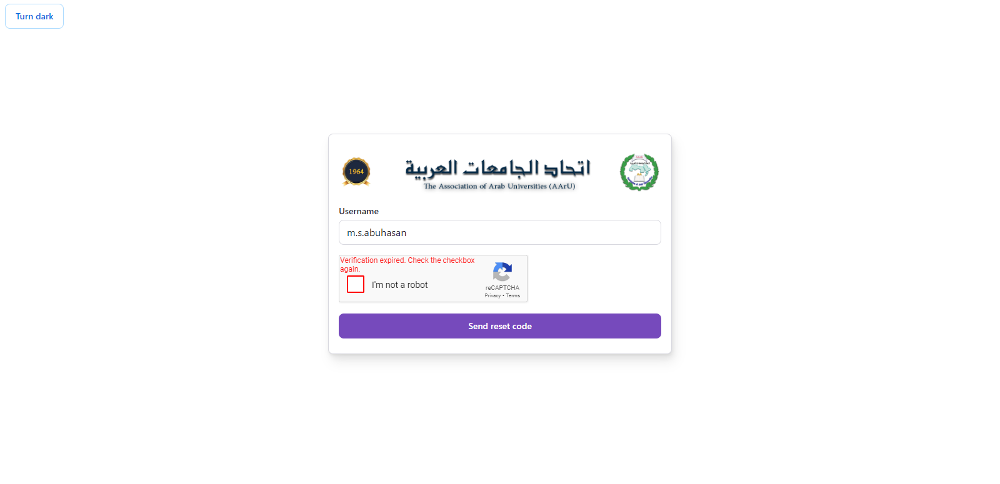 Turn dark
1964
اتحاد الجامعات العربية
The Association of Arab Universities (AArU)
Username
m.s.abuhasan
Verification expired. Check the checkbox
again.
I'm not a robot
reCAPTCHA
Privacy - Terms
Send reset code